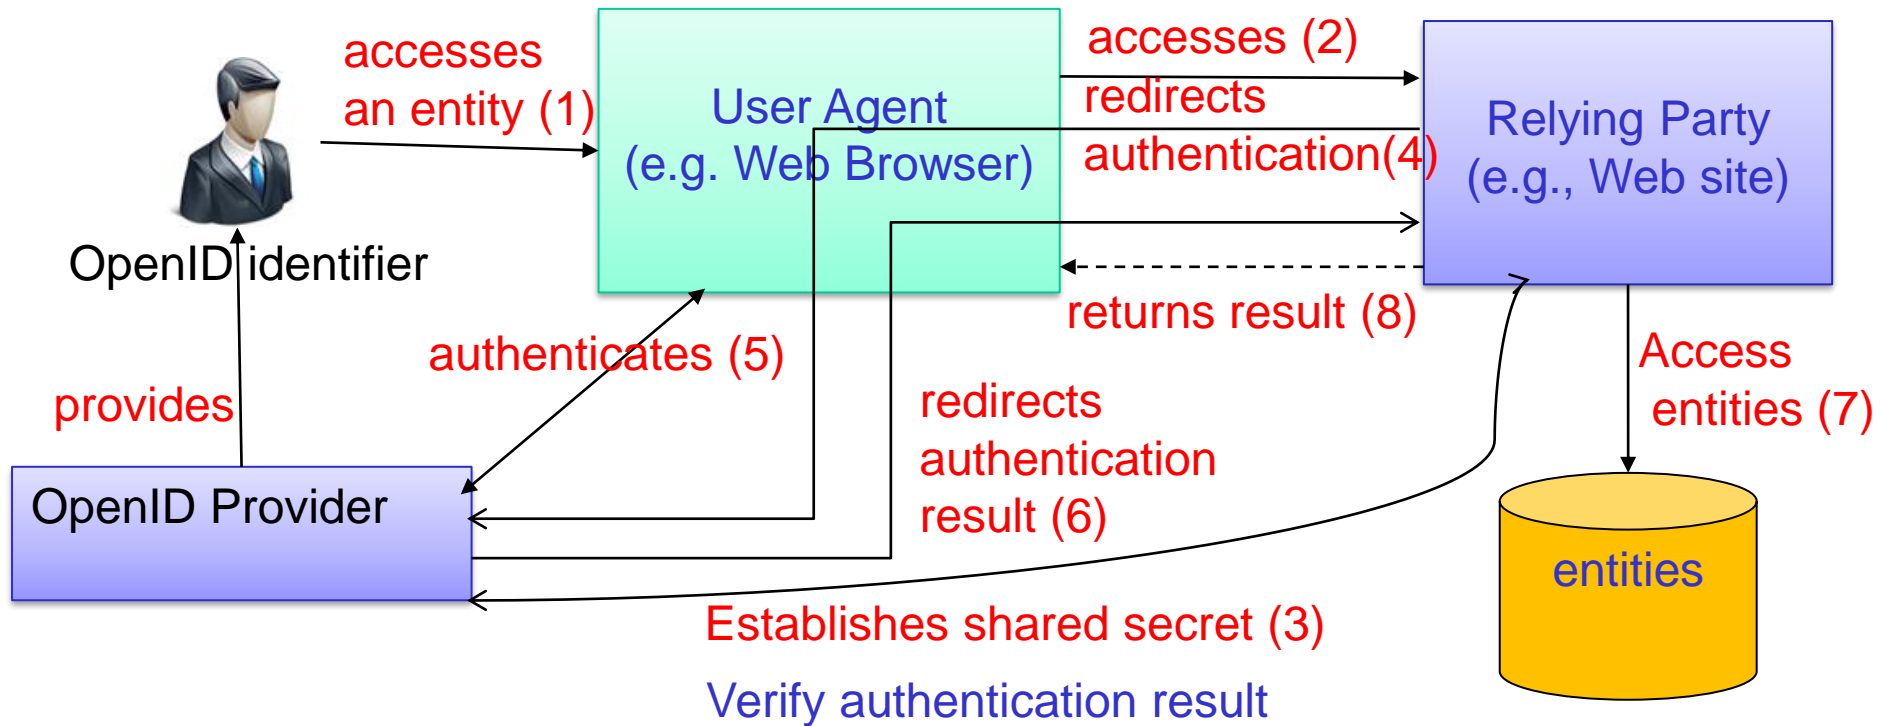 accesses
an entity (1)
User Agent
(e.g. Web Browser)
accesses (2)
redirects
authentication(4)
Relying Party
(e.g., Web site)
OpenID identifier
returns result (8)
authenticates (5)
Access
entities (7)
provides
redirects
authentication
result (6)
OpenID Provider
entities
Establishes shared secret (3)
Verify authentication result